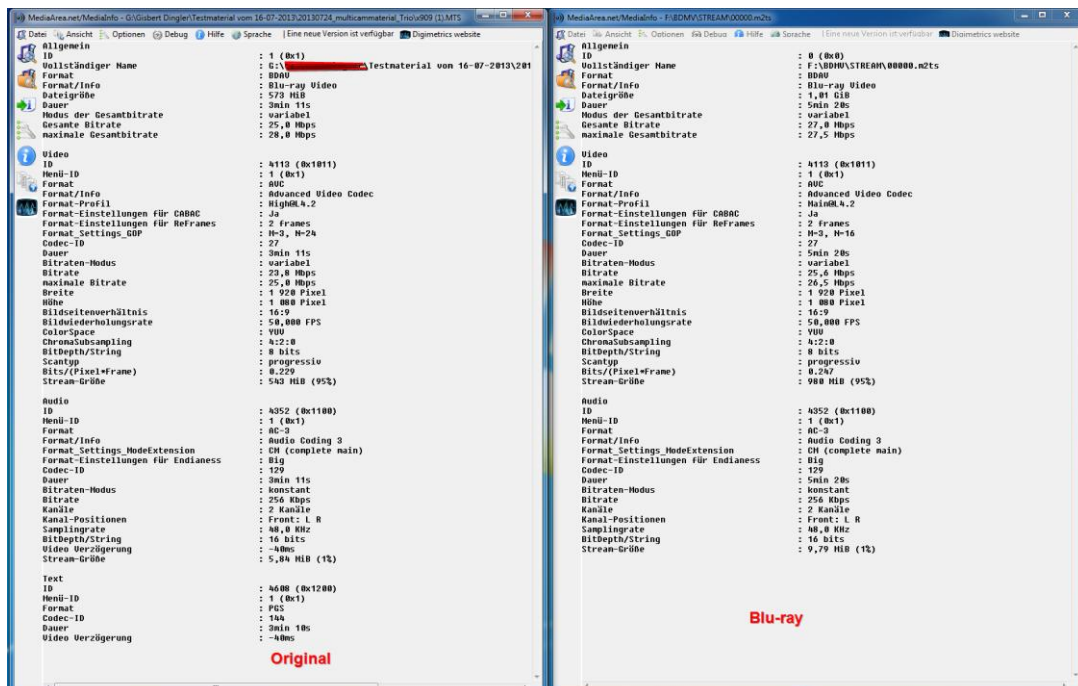 MediaArea.net/MediaInfo - G:\Gisbert Dingler\Testmaterial vom 16-07-2013\20130724_multicammaterial_Trio\x909 (1).MTS
Datei Ansicht Optionen Debug Hilfe Sprache | Eine neue Version ist verfügbar Digimetrics website
Allgemein
ID : 1 (0x1)
Vollständiger Name : G:\ Testmaterial vom 16-07-2013\201
Format : BDAV
Format/Info : Blu-ray Video
Dateigröße : 573 MiB
Dauer : 3min 11s
Modus der Gesamtbitrate : variabel
Gesamte Bitrate : 25,0 Mbps
maximale Gesamtbitrate : 28,0 Mbps
Video
ID : 4113 (0x1011)
Menü-ID : 1 (0x1)
Format : AVC
Format/Info : Advanced Video Codec
Format-Profil : High@L4.2
Format-Einstellungen für CABAC : Ja
Format-Einstellungen für ReFrames : 2 frames
Format_Settings_GOP : M=3, N=24
Codec-ID : 27
Dauer : 3min 11s
Bitraten-Modus : variabel
Bitrate : 23,8 Mbps
maximale Bitrate : 25,0 Mbps
Breite : 1 920 Pixel
Höhe : 1 080 Pixel
Bildseitenverhältnis : 16:9
Bildwiederholungsrate : 50,000 FPS
ColorSpace : YUV
ChromaSubsampling : 4:2:0
BitDepth/String : 8 bits
Scantyp : progressiv
Bits/(Pixel*Frame) : 0.229
Stream-Größe : 543 MiB (95%)
Audio
ID : 4352 (0x1100)
Menü-ID : 1 (0x1)
Format : AC-3
Format/Info : Audio Coding 3
Format_Settings_ModeExtension : CM (complete main)
Format-Einstellungen für Endianess : Big
Codec-ID : 129
Dauer : 3min 11s
Bitraten-Modus : konstant
Bitrate : 256 Kbps
Kanäle : 2 Kanäle
Kanal-Positionen : Front: L R
Samplingrate : 48,0 KHz
BitDepth/String : 16 bits
Video Verzögerung : -40ms
Stream-Größe : 5,84 MiB (1%)
Text
ID : 4608 (0x1200)
Menü-ID : 1 (0x1)
Format : PGS
Codec-ID : 144
Dauer : 3min 10s
Video Verzögerung : -40ms
Original
MediaArea.net/MediaInfo - F:\BDMV\STREAM\00000.m2ts
Datei Ansicht Optionen Debug Hilfe Sprache | Eine neue Version ist verfügbar Digimetrics website
Allgemein
ID : 0 (0x0)
Vollständiger Name : F:\BDMV\STREAM\00000.m2ts
Format : BDAV
Format/Info : Blu-ray Video
Dateigröße : 1,01 GiB
Dauer : 5min 20s
Modus der Gesamtbitrate : variabel
Gesamte Bitrate : 27,0 Mbps
maximale Gesamtbitrate : 27,5 Mbps
Video
ID : 4113 (0x1011)
Menü-ID : 1 (0x1)
Format : AVC
Format/Info : Advanced Video Codec
Format-Profil : Main@L4.2
Format-Einstellungen für CABAC : Ja
Format-Einstellungen für ReFrames : 2 frames
Format_Settings_GOP : M=3, N=16
Codec-ID : 27
Dauer : 5min 20s
Bitraten-Modus : variabel
Bitrate : 25,6 Mbps
maximale Bitrate : 26,5 Mbps
Breite : 1 920 Pixel
Höhe : 1 080 Pixel
Bildseitenverhältnis : 16:9
Bildwiederholungsrate : 50,000 FPS
ColorSpace : YUV
ChromaSubsampling : 4:2:0
BitDepth/String : 8 bits
Scantyp : progressiv
Bits/(Pixel*Frame) : 0.247
Stream-Größe : 980 MiB (95%)
Audio
ID : 4352 (0x1100)
Menü-ID : 1 (0x1)
Format : AC-3
Format/Info : Audio Coding 3
Format_Settings_ModeExtension : CM (complete main)
Format-Einstellungen für Endianess : Big
Codec-ID : 129
Dauer : 5min 20s
Bitraten-Modus : konstant
Bitrate : 256 Kbps
Kanäle : 2 Kanäle
Kanal-Positionen : Front: L R
Samplingrate : 48,0 KHz
BitDepth/String : 16 bits
Stream-Größe : 9,79 MiB (1%)
Blu-ray